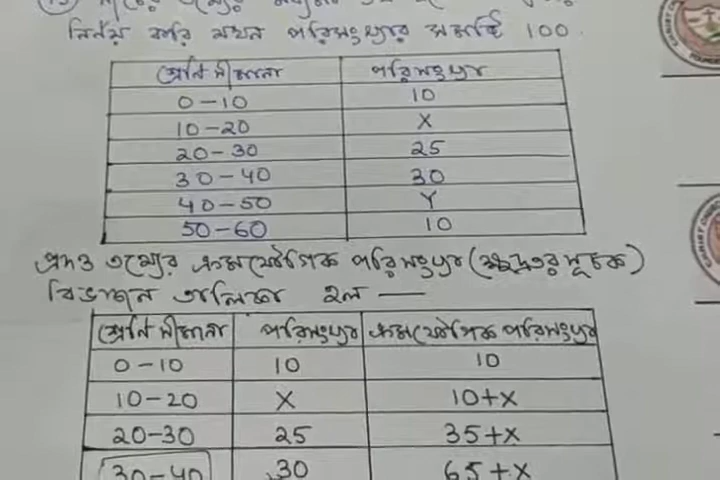 নির্ণয় করি যখন পরিসংখ্যার সমষ্টি 100.
শ্রেণি সীমানা পরিসংখ্যা
0-10 10
10-20 X
20-30 25
30-40 30
40-50 Y
50-60 10
প্রদত্ত তথ্যের ক্রমযৌগিক পরিসংখ্যা (ক্ষুদ্রতর সূচক)
বিভাজন তালিকা হল —
শ্রেণি সীমানা পরিসংখ্যা ক্রমযৌগিক পরিসংখ্যা
0-10 10 10
10-20 X 10+X
20-30 25 35+X
30-40 30 65+X